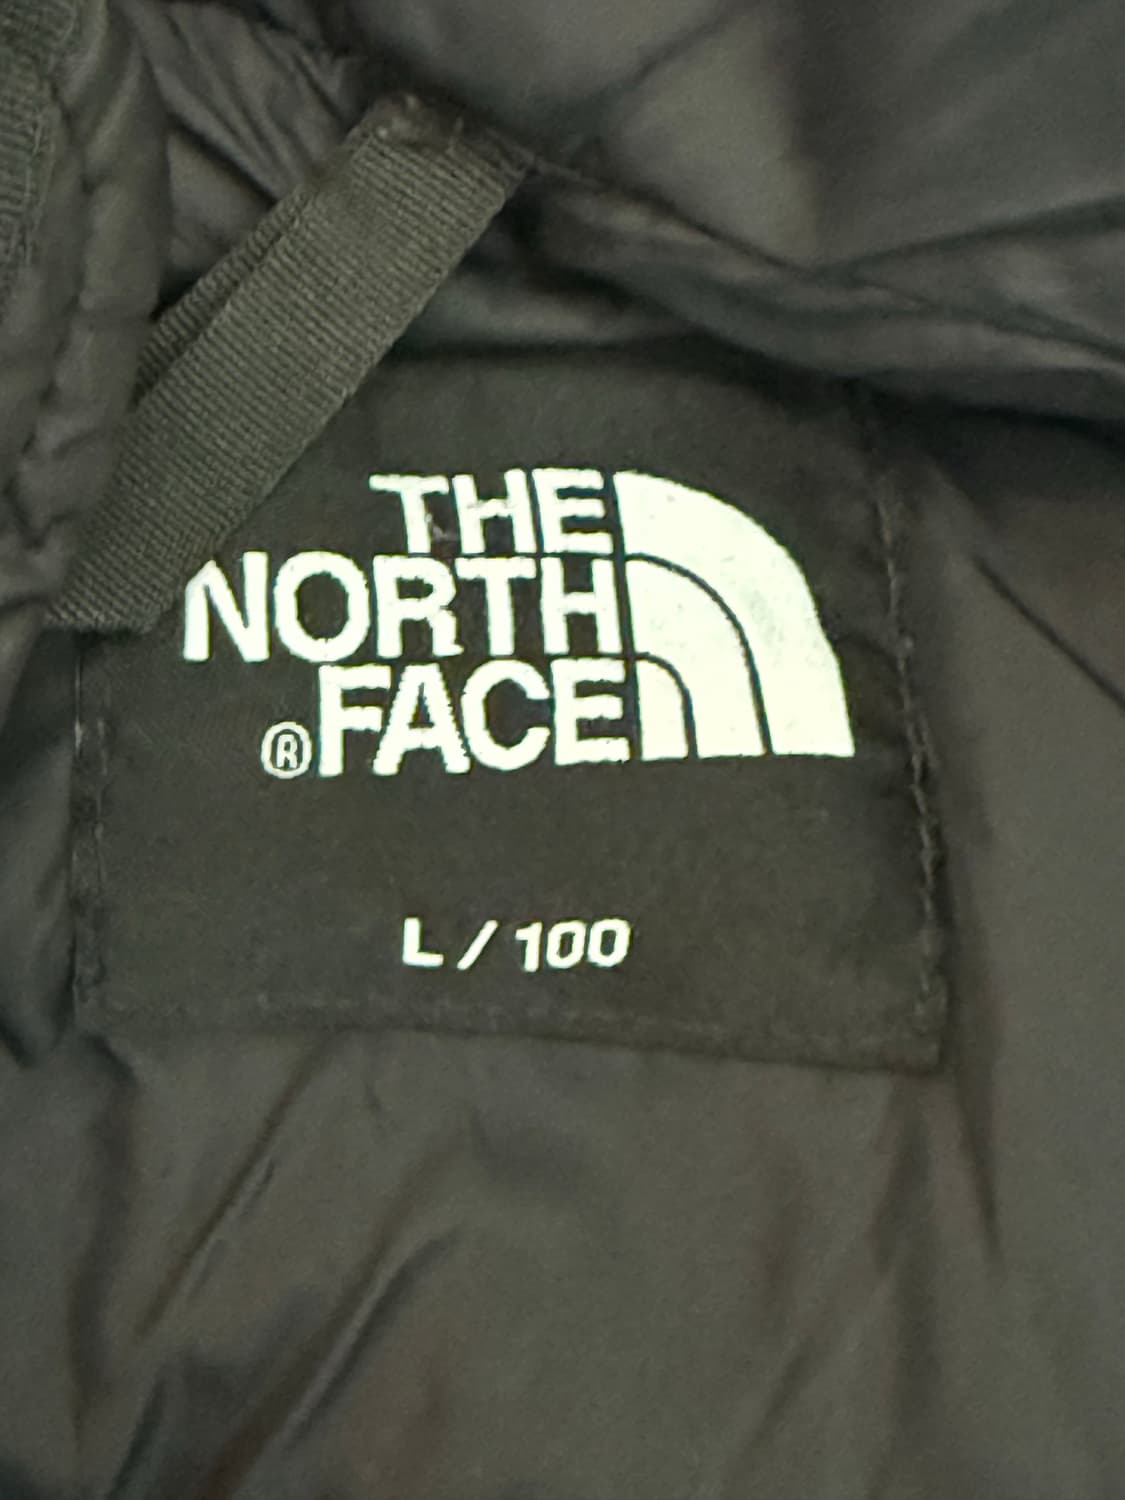 THE
NORTH
FACE
®
L / 100